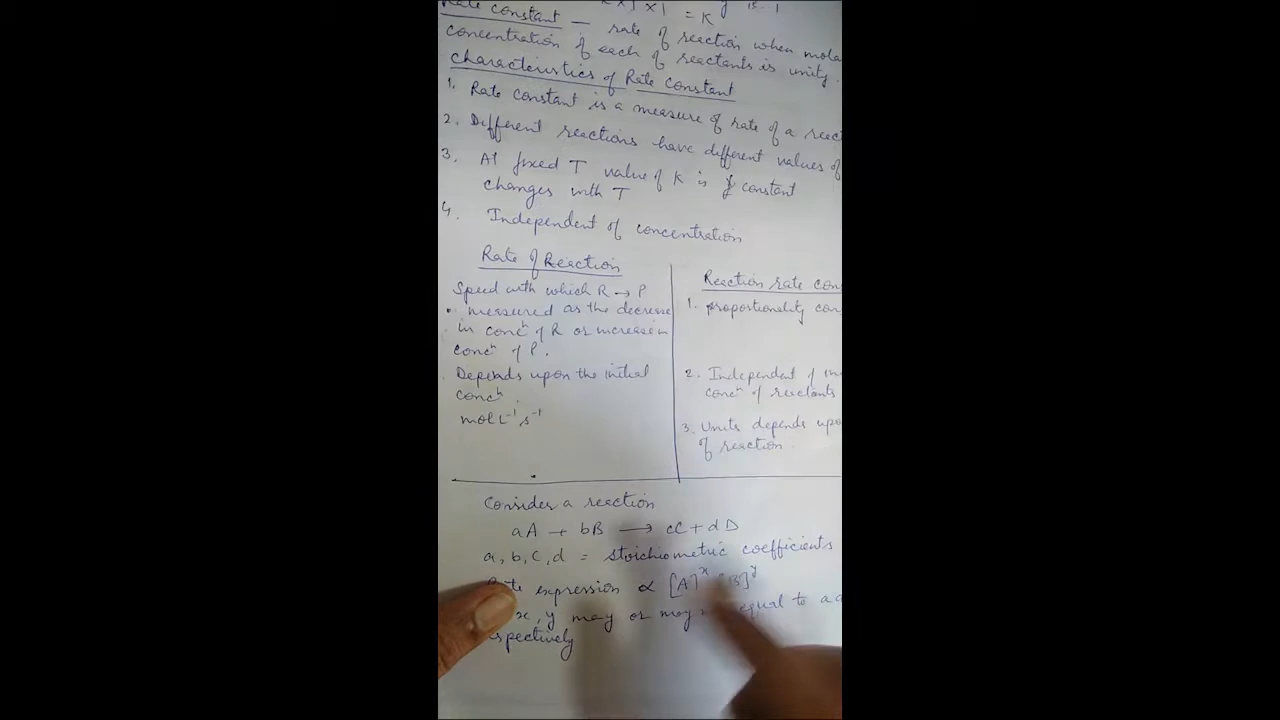 = K
Rate constant — rate of reaction when mola
concentration of each of reactants is unity.
characteristics of Rate Constant
1. Rate constant is a measure of rate of a react
2. Different reactions have different values of
3. At fixed T value of K is constant
changes with T
4. Independent of concentration
Rate of Reaction
Speed with which R → P
• measured as the decrease
in concⁿ of R or increase in
concⁿ of P.
. Depends upon the initial
concⁿ.
mol L⁻¹ s⁻¹
Reaction rate con
1. proportionality con
2. Independent of in
concⁿ of reactants
3. Units depends upo
of reaction.
Consider a reaction
aA + bB → cC + dD
a, b, c, d = stoichiometric coefficients
expression ∝ [A]ˣ B]ʸ
x, y may or may equal to a
spectively